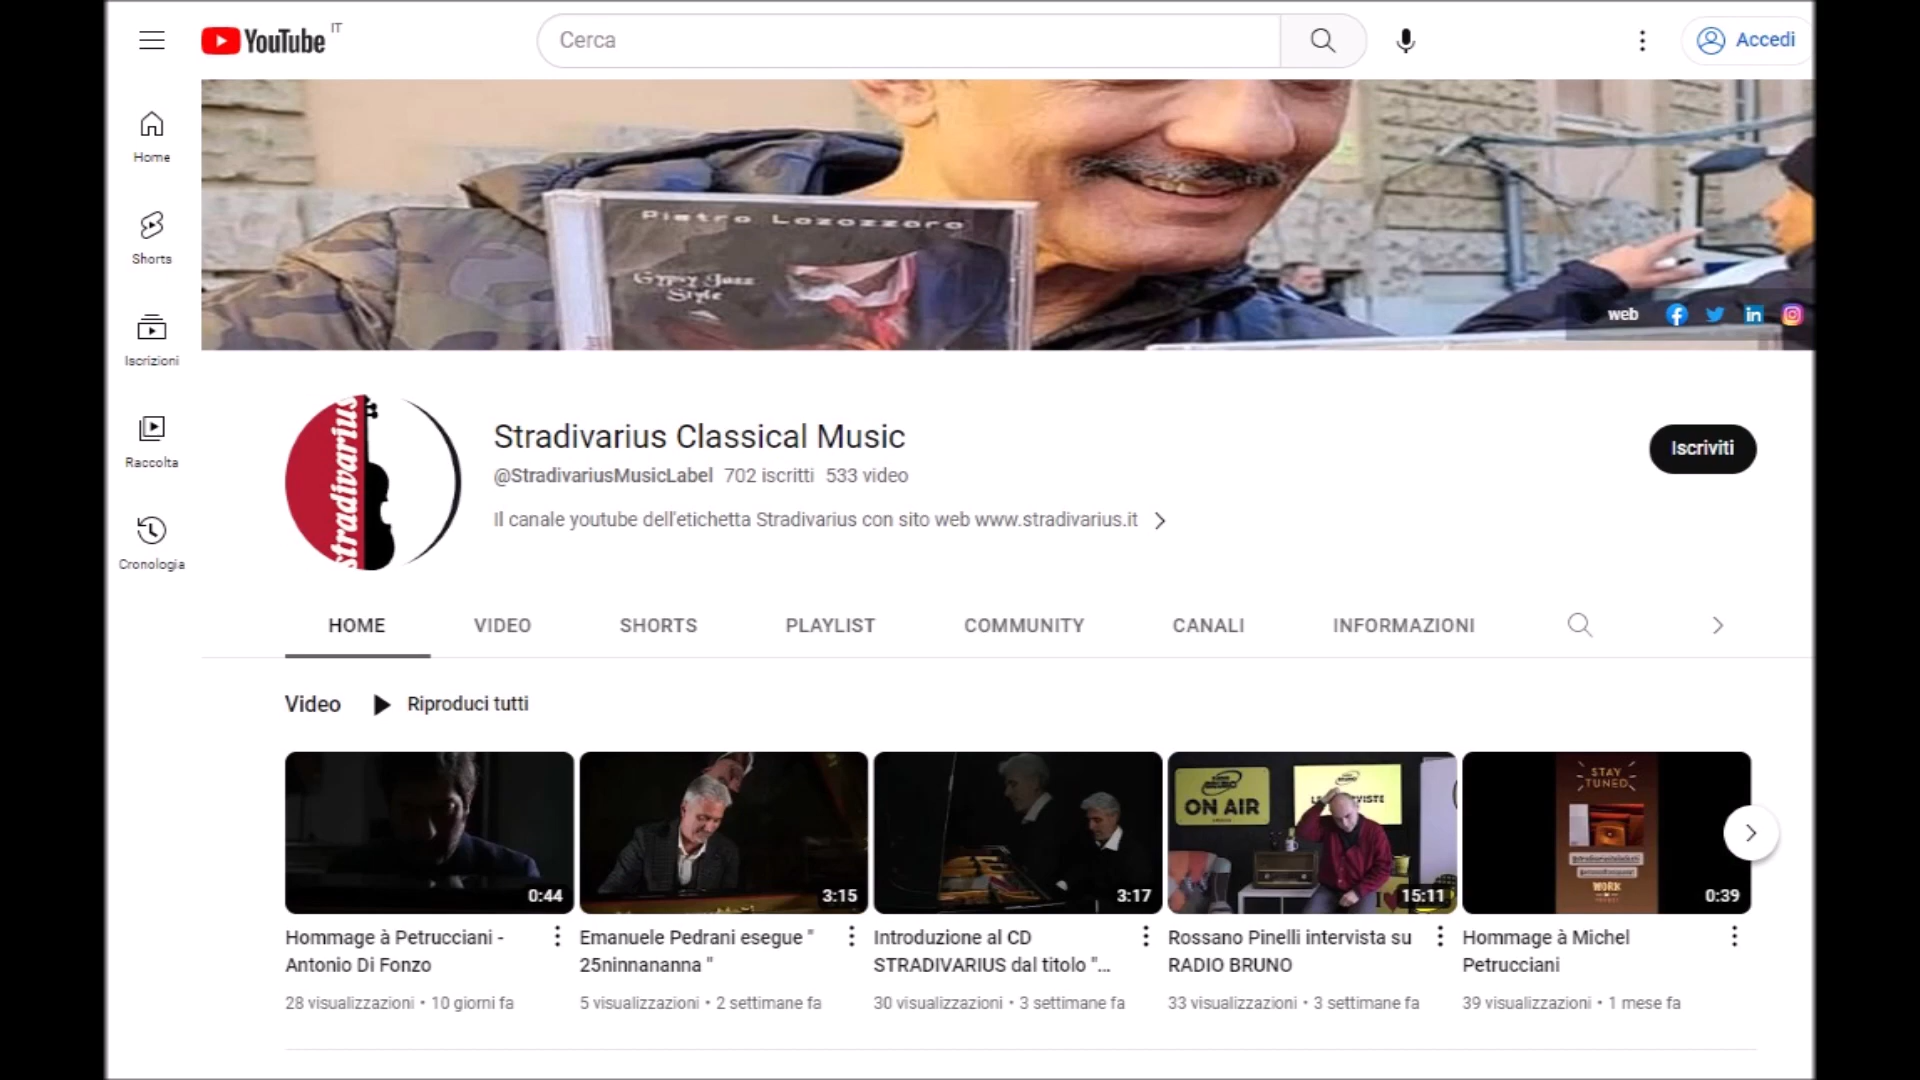 YouTube IT
Cerca
Accedi
Home
Shorts
Iscrizioni
Raccolta
Cronologia
Pietro Lazazzara
Gypsy Jazz
Style
web
stradivarius
Stradivarius Classical Music
@StradivariusMusicLabel 702 iscritti 533 video
Il canale youtube dell'etichetta Stradivarius con sito web www.stradivarius.it
Iscriviti
HOME VIDEO SHORTS PLAYLIST COMMUNITY CANALI INFORMAZIONI
Video Riproduci tutti
0:44
Hommage à Petrucciani -
Antonio Di Fonzo
28 visualizzazioni • 10 giorni fa
3:15
Emanuele Pedrani esegue "
25ninnananna "
5 visualizzazioni • 2 settimane fa
3:17
Introduzione al CD
STRADIVARIUS dal titolo "...
30 visualizzazioni • 3 settimane fa
BRUNO
ON AIR
15:11
Rossano Pinelli intervista su
RADIO BRUNO
33 visualizzazioni • 3 settimane fa
STAY
TUNED
WORK
0:39
Hommage à Michel
Petrucciani
39 visualizzazioni • 1 mese fa